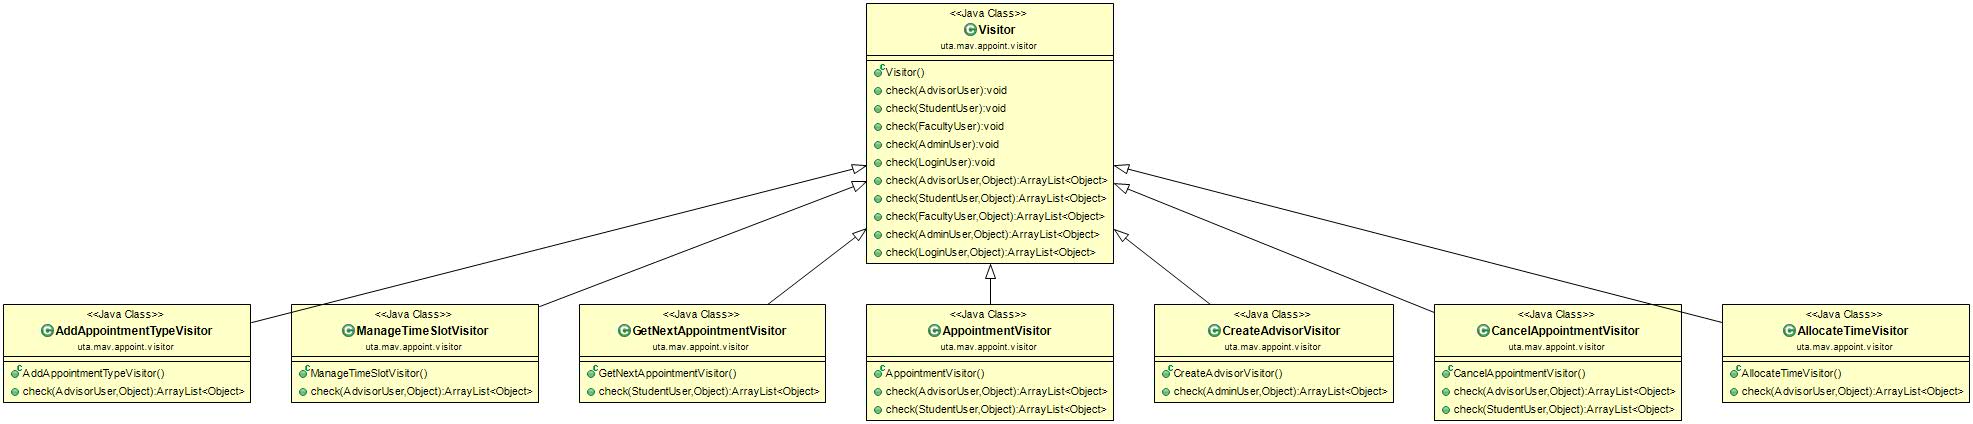 <<Java Class>>
Visitor
uta.mav.appoint.visitor
Visitor()
check(AdvisorUser):void
check(StudentUser):void
check(FacultyUser):void
check(AdminUser):void
check(LoginUser):void
check(AdvisorUser,Object):ArrayList<Object>
check(StudentUser,Object):ArrayList<Object>
check(FacultyUser,Object):ArrayList<Object>
check(AdminUser,Object):ArrayList<Object>
check(LoginUser,Object):ArrayList<Object>
<<Java Class>>
AddAppointmentTypeVisitor
uta.mav.appoint.visitor
AddAppointmentTypeVisitor()
check(AdvisorUser,Object):ArrayList<Object>
<<Java Class>>
ManageTimeSlotVisitor
uta.mav.appoint.visitor
ManageTimeSlotVisitor()
check(AdvisorUser,Object):ArrayList<Object>
<<Java Class>>
GetNextAppointmentVisitor
uta.mav.appoint.visitor
GetNextAppointmentVisitor()
check(StudentUser,Object):ArrayList<Object>
<<Java Class>>
AppointmentVisitor
uta.mav.appoint.visitor
AppointmentVisitor()
check(AdvisorUser,Object):ArrayList<Object>
check(StudentUser,Object):ArrayList<Object>
<<Java Class>>
CreateAdvisorVisitor
uta.mav.appoint.visitor
CreateAdvisorVisitor()
check(AdminUser,Object):ArrayList<Object>
<<Java Class>>
CancelAppointmentVisitor
uta.mav.appoint.visitor
CancelAppointmentVisitor()
check(AdvisorUser,Object):ArrayList<Object>
check(StudentUser,Object):ArrayList<Object>
<<Java Class>>
AllocateTimeVisitor
uta.mav.appoint.visitor
AllocateTimeVisitor()
check(AdvisorUser,Object):ArrayList<Object>